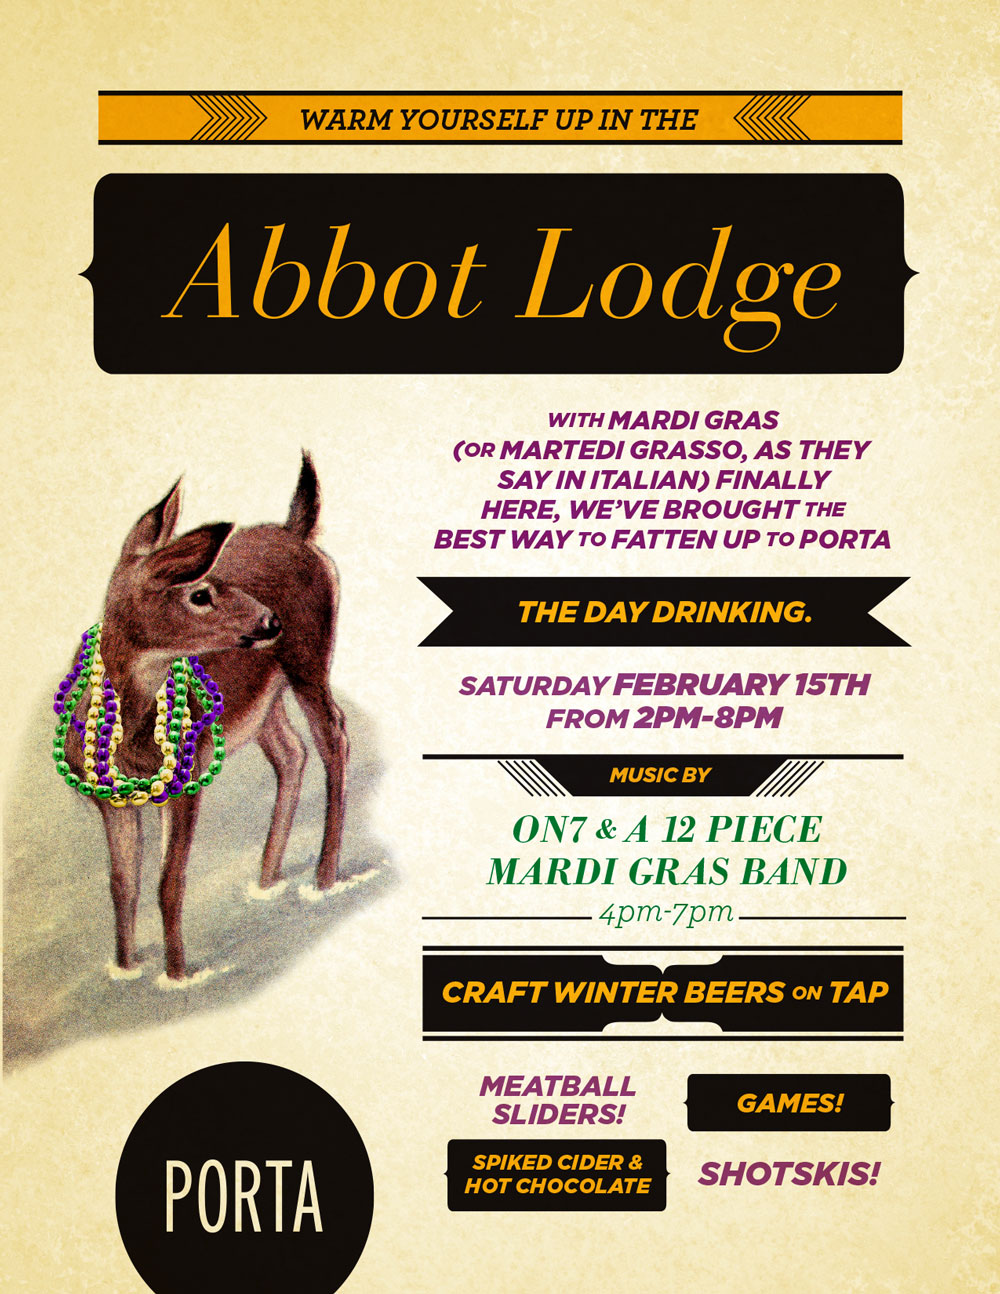 WARM YOURSELF UP IN THE
Abbot Lodge
WITH MARDI GRAS
(OR MARTEDI GRASSO, AS THEY
SAY IN ITALIAN) FINALLY
HERE, WE'VE BROUGHT THE
BEST WAY TO FATTEN UP TO PORTA
THE DAY DRINKING.
SATURDAY FEBRUARY 15TH
FROM 2PM-8PM
MUSIC BY
ON7 & A 12 PIECE
MARDI GRAS BAND
4pm-7pm
CRAFT WINTER BEERS ON TAP
MEATBALL
SLIDERS!
GAMES!
SPIKED CIDER &
HOT CHOCOLATE
SHOTSKIS!
PORTA